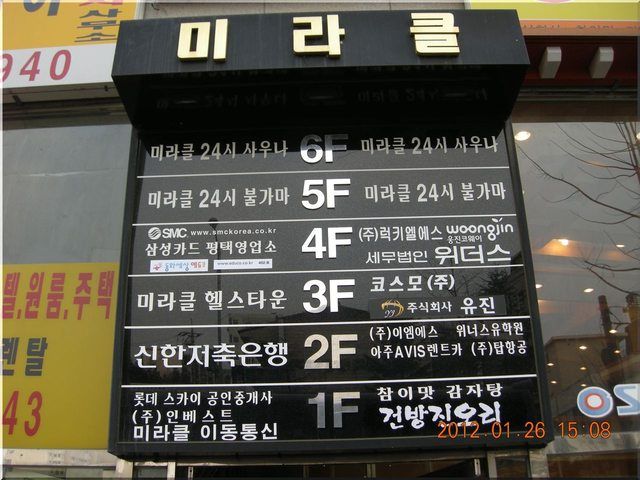 미 라 클
940
미라클 24시 사우나 6F 미라클 24시 사우나
미라클 24시 불가마 5F 미라클 24시 불가마
SMC www.smckorea.co.kr
삼성카드 평택영업소
4F
(주)럭키엘에스 woongjin 웅진코웨이
세무법인 위더스
미라클 헬스타운 3F
코스모 (주)
주식회사 유진
신한저축은행 2F
(주)이엠에스 위너스유학원
아주AVIS렌트카 (주)탑항공
롯데 스카이 공인중개사
(주)인베스트
미라클 이동통신
1F
참이맛 감자탕
건방진오리
텔,원룸,주택
렌탈
43
2012.01.26 15:08